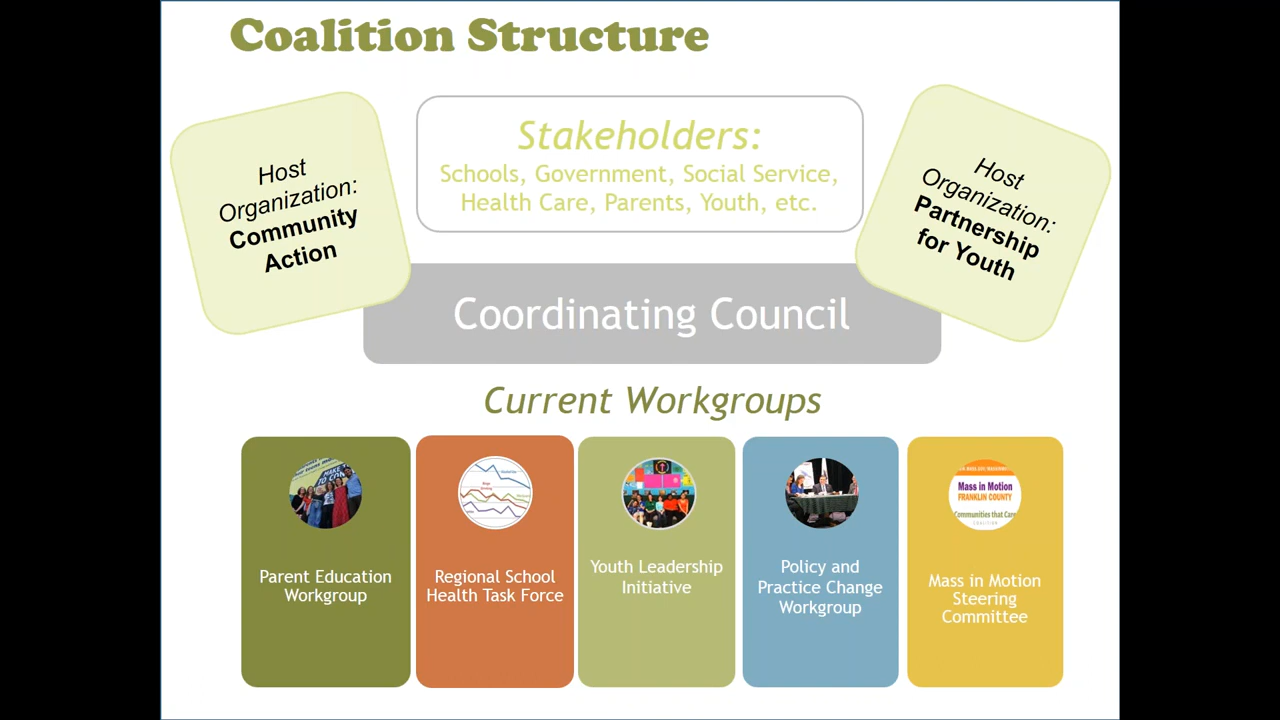 Coalition Structure
Host
Organization:
Community
Action
Stakeholders:
Schools, Government, Social Service,
Health Care, Parents, Youth, etc.
Host
Organization:
Partnership
for Youth
Coordinating Council
Current Workgroups
Parent Education
Workgroup
Regional School
Health Task Force
Youth Leadership
Initiative
Policy and
Practice Change
Workgroup
Mass in Motion
FRANKLIN COUNTY
Communities that Care
COALITION
Mass in Motion
Steering
Committee